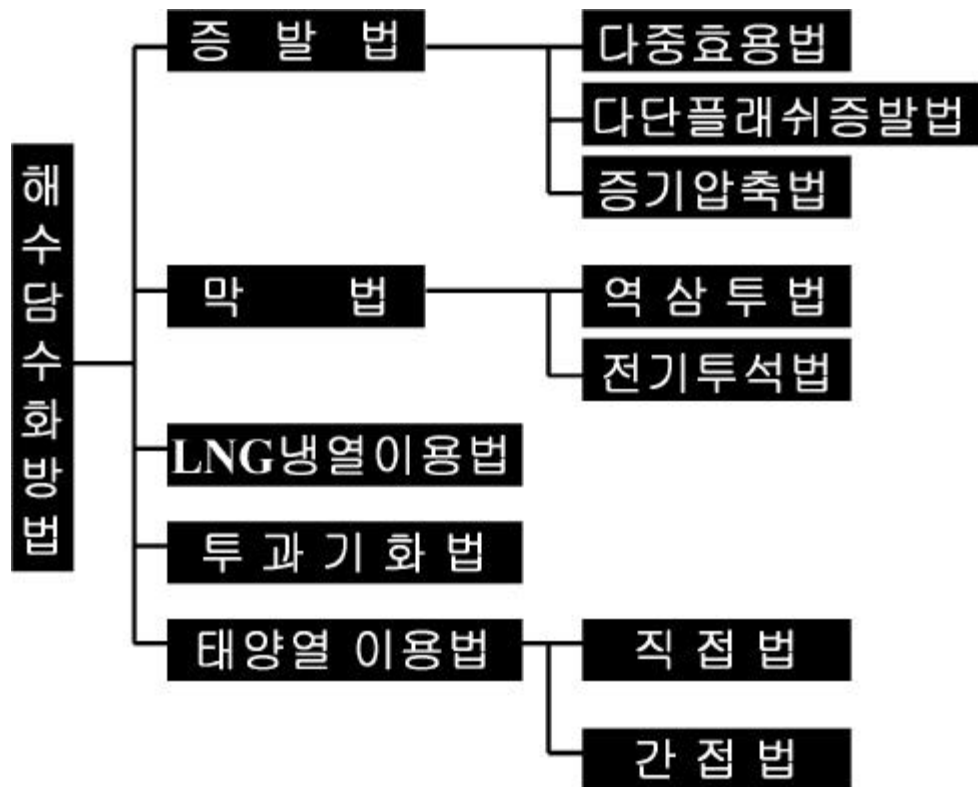 해수담수화방법
증 발 법
다중효용법
다단플래쉬증발법
증기압축법
막 법
역 삼 투 법
전기투석법
LNG냉열이용법
투 과 기 화 법
태양열 이용법
직 접 법
간 접 법